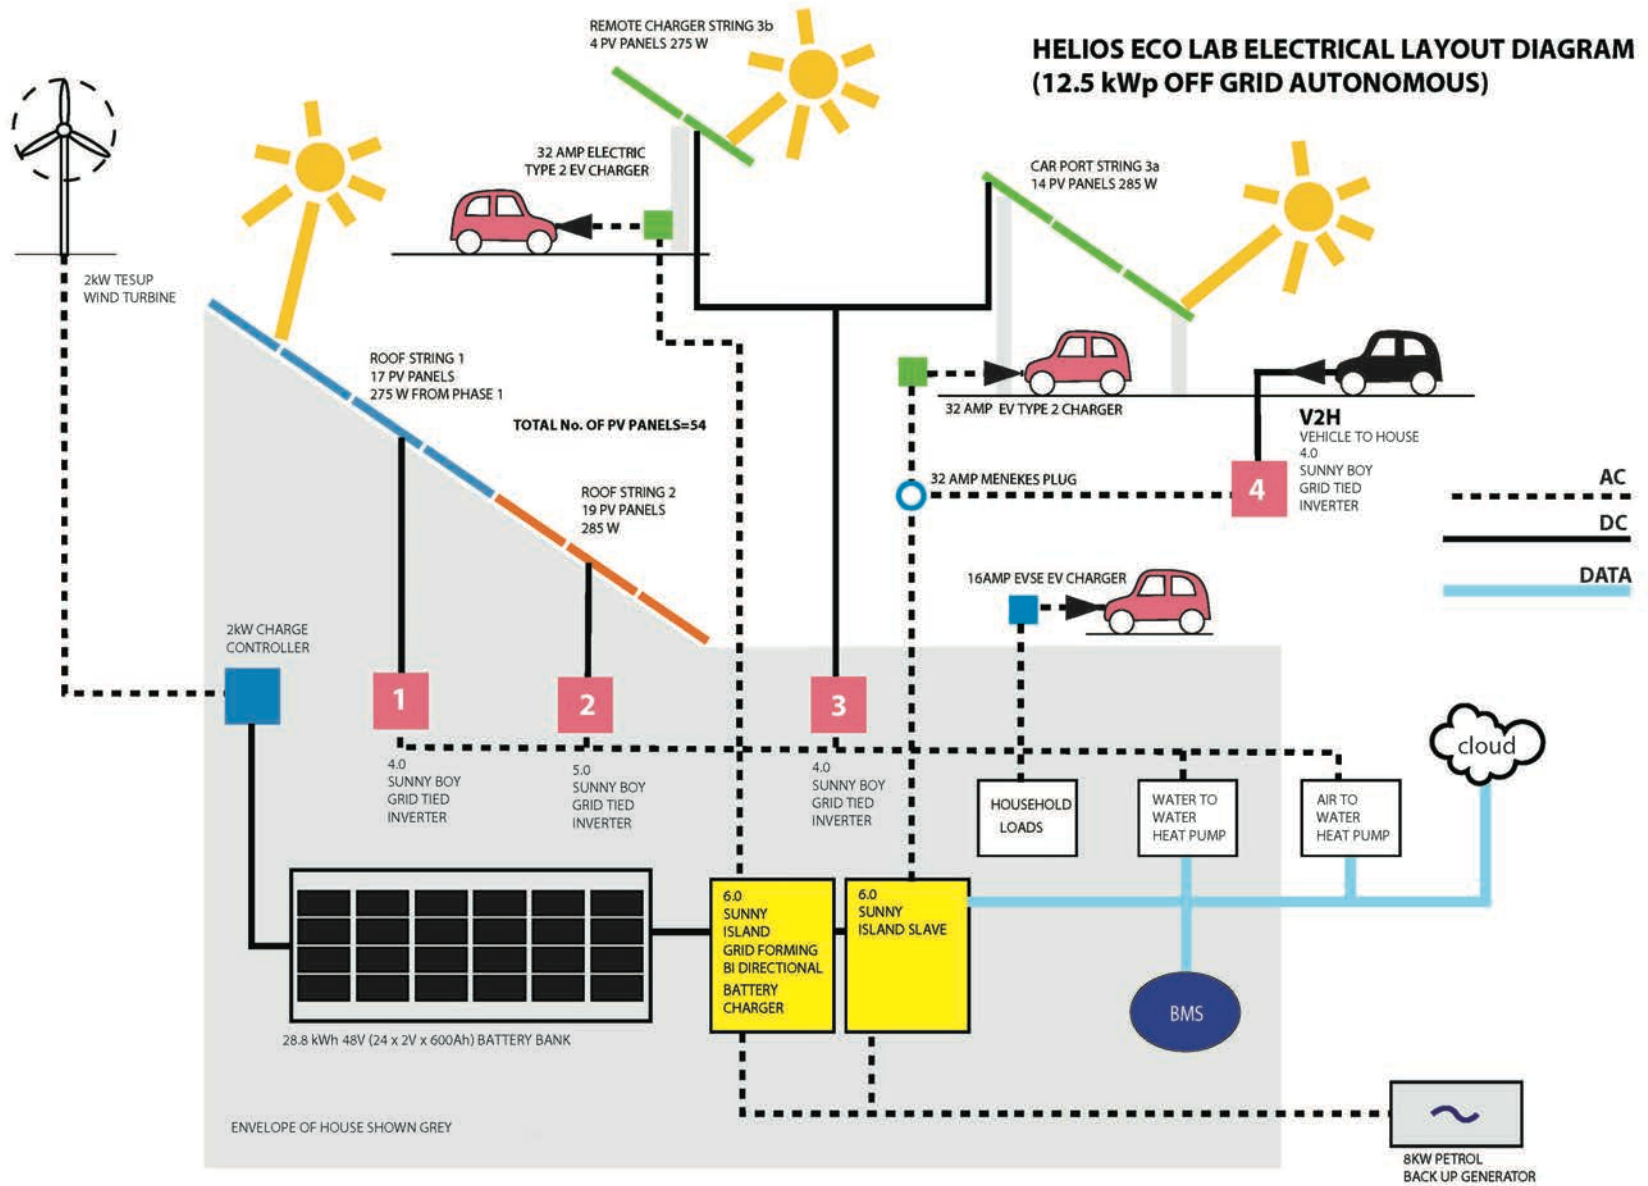 HELIOS ECO LAB ELECTRICAL LAYOUT DIAGRAM
(12.5 kWp OFF GRID AUTONOMOUS)
REMOTE CHARGER STRING 3b
4 PV PANELS 275 W
32 AMP ELECTRIC
TYPE 2 EV CHARGER
CAR PORT STRING 3a
14 PV PANELS 285 W
2kW TESUP
WIND TURBINE
ROOF STRING 1
17 PV PANELS
275 W FROM PHASE 1
TOTAL No. OF PV PANELS=54
32 AMP EV TYPE 2 CHARGER
V2H
VEHICLE TO HOUSE
4.0
SUNNY BOY
GRID TIED
INVERTER
4
32 AMP MENEKES PLUG
AC
DC
DATA
ROOF STRING 2
19 PV PANELS
285 W
16AMP EVSE EV CHARGER
2kW CHARGE
CONTROLLER
1
2
3
4.0
SUNNY BOY
GRID TIED
INVERTER
5.0
SUNNY BOY
GRID TIED
INVERTER
4.0
SUNNY BOY
GRID TIED
INVERTER
HOUSEHOLD
LOADS
WATER TO
WATER
HEAT PUMP
AIR TO
WATER
HEAT PUMP
cloud
6.0
SUNNY
ISLAND
GRID FORMING
BI DIRECTIONAL
BATTERY
CHARGER
6.0
SUNNY
ISLAND SLAVE
BMS
28.8 kWh 48V (24 x 2V x 600Ah) BATTERY BANK
ENVELOPE OF HOUSE SHOWN GREY
8KW PETROL
BACK UP GENERATOR